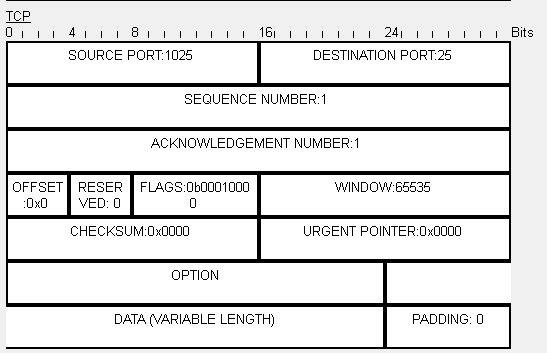 TCP
0 4 8 16 24 Bits
SOURCE PORT:1025 DESTINATION PORT:25
SEQUENCE NUMBER:1
ACKNOWLEDGEMENT NUMBER:1
OFFSET RESER FLAGS:0b0001000 WINDOW:65535
:0x0 VED: 0 0
CHECKSUM:0x0000 URGENT POINTER:0x0000
OPTION
DATA (VARIABLE LENGTH) PADDING: 0